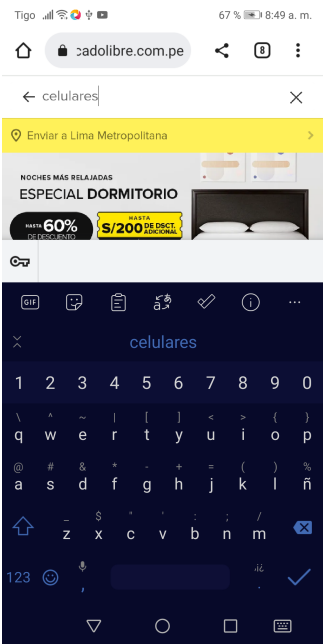 Tigo 67 % 8:49 a. m.
:cadolibre.com.pe 8
celulares
Enviar a Lima Metropolitana
NOCHES MÁS RELAJADAS
ESPECIAL DORMITORIO
HASTA 60% DE DESCUENTO
HASTA S/200 DE DSCT. ADICIONAL
GIF
celulares
1 2 3 4 5 6 7 8 9 0
\ ^ ~ | [ ] < > { }
q w e r t y u i o p
@ # & * - + = ( ) %
a s d f g h j k l ñ
_ $ " ' : ; /
z x c v b n m
123 , .